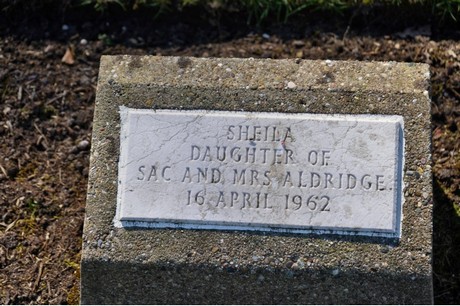 SHEILA
DAUGHTER OF
SAC AND MRS ALDRIDGE
16 APRIL 1962